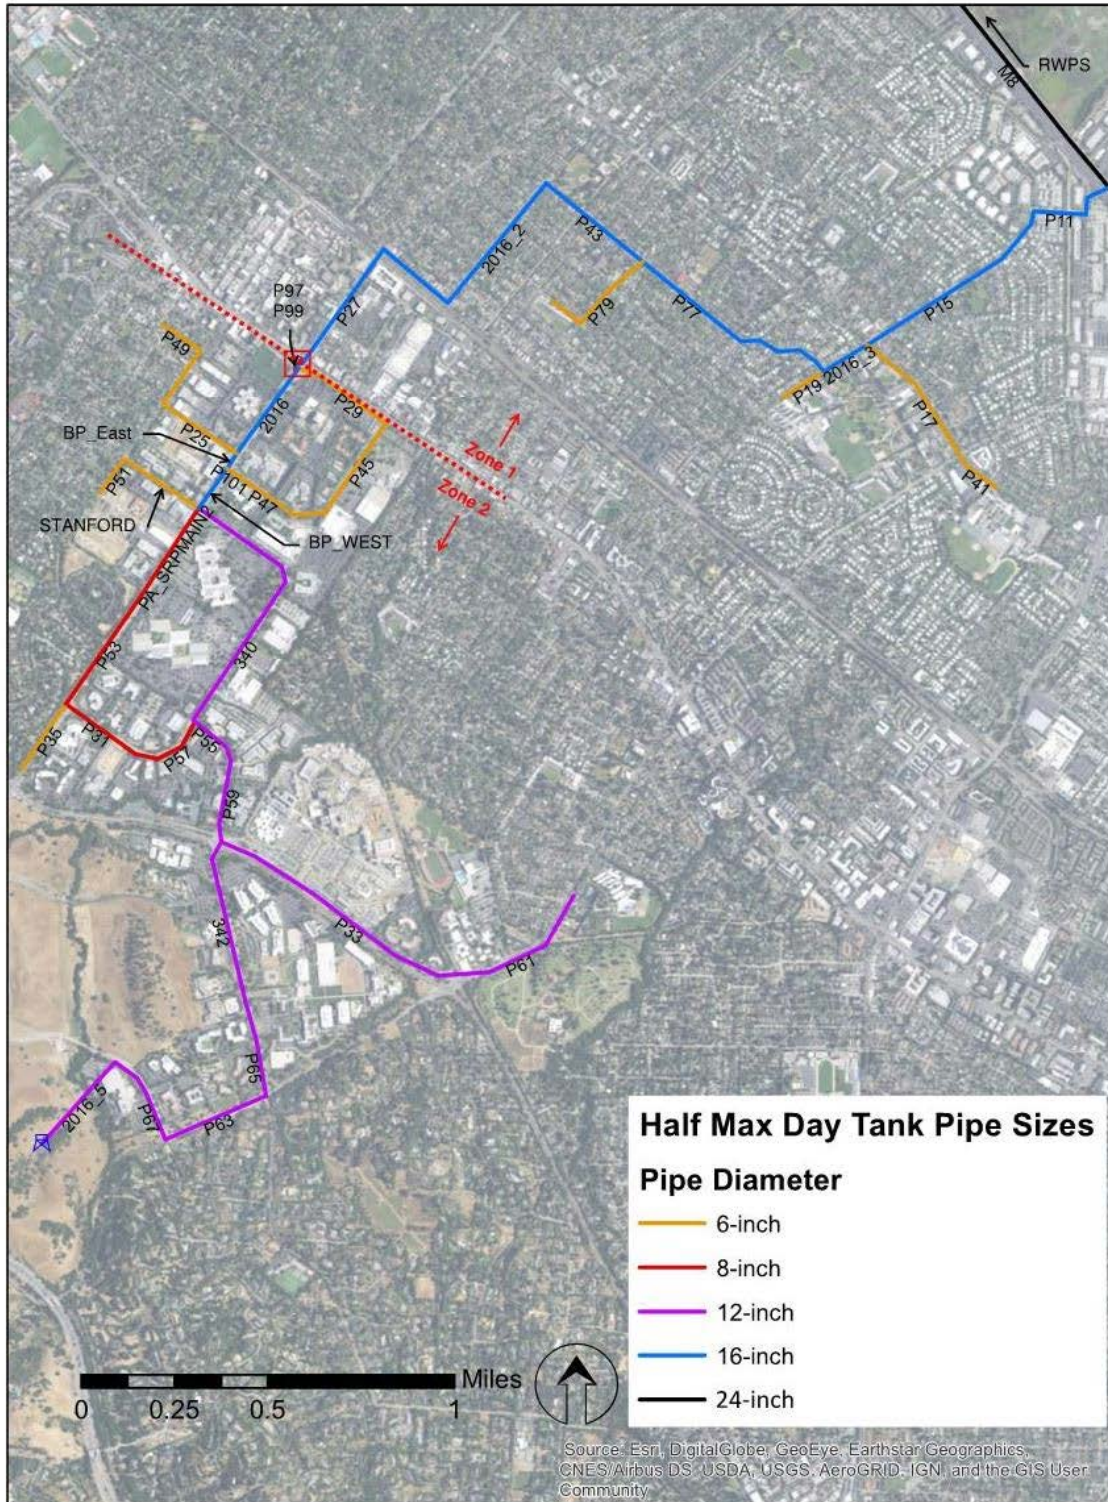 RWPS
M8
P11
P43
2016_2
P15
P97
P99
P27
P79
P77
P49
P19
2016_3
P29
2016
P17
BP_East
P25
Zone 1
P45
P101
P47
Zone 2
P41
P51
STANFORD
BP_WEST
PA_SRPMAIN2
P53
340
P35
P31
P55
P57
P59
342
P33
P61
P65
2016_5
P67
P63
Half Max Day Tank Pipe Sizes
Pipe Diameter
6-inch
8-inch
12-inch
16-inch
24-inch
Miles
0 0.25 0.5 1
Source: Esri, DigitalGlobe, GeoEye, Earthstar Geographics,
CNES/Airbus DS, USDA, USGS, AeroGRID, IGN, and the GIS User
Community